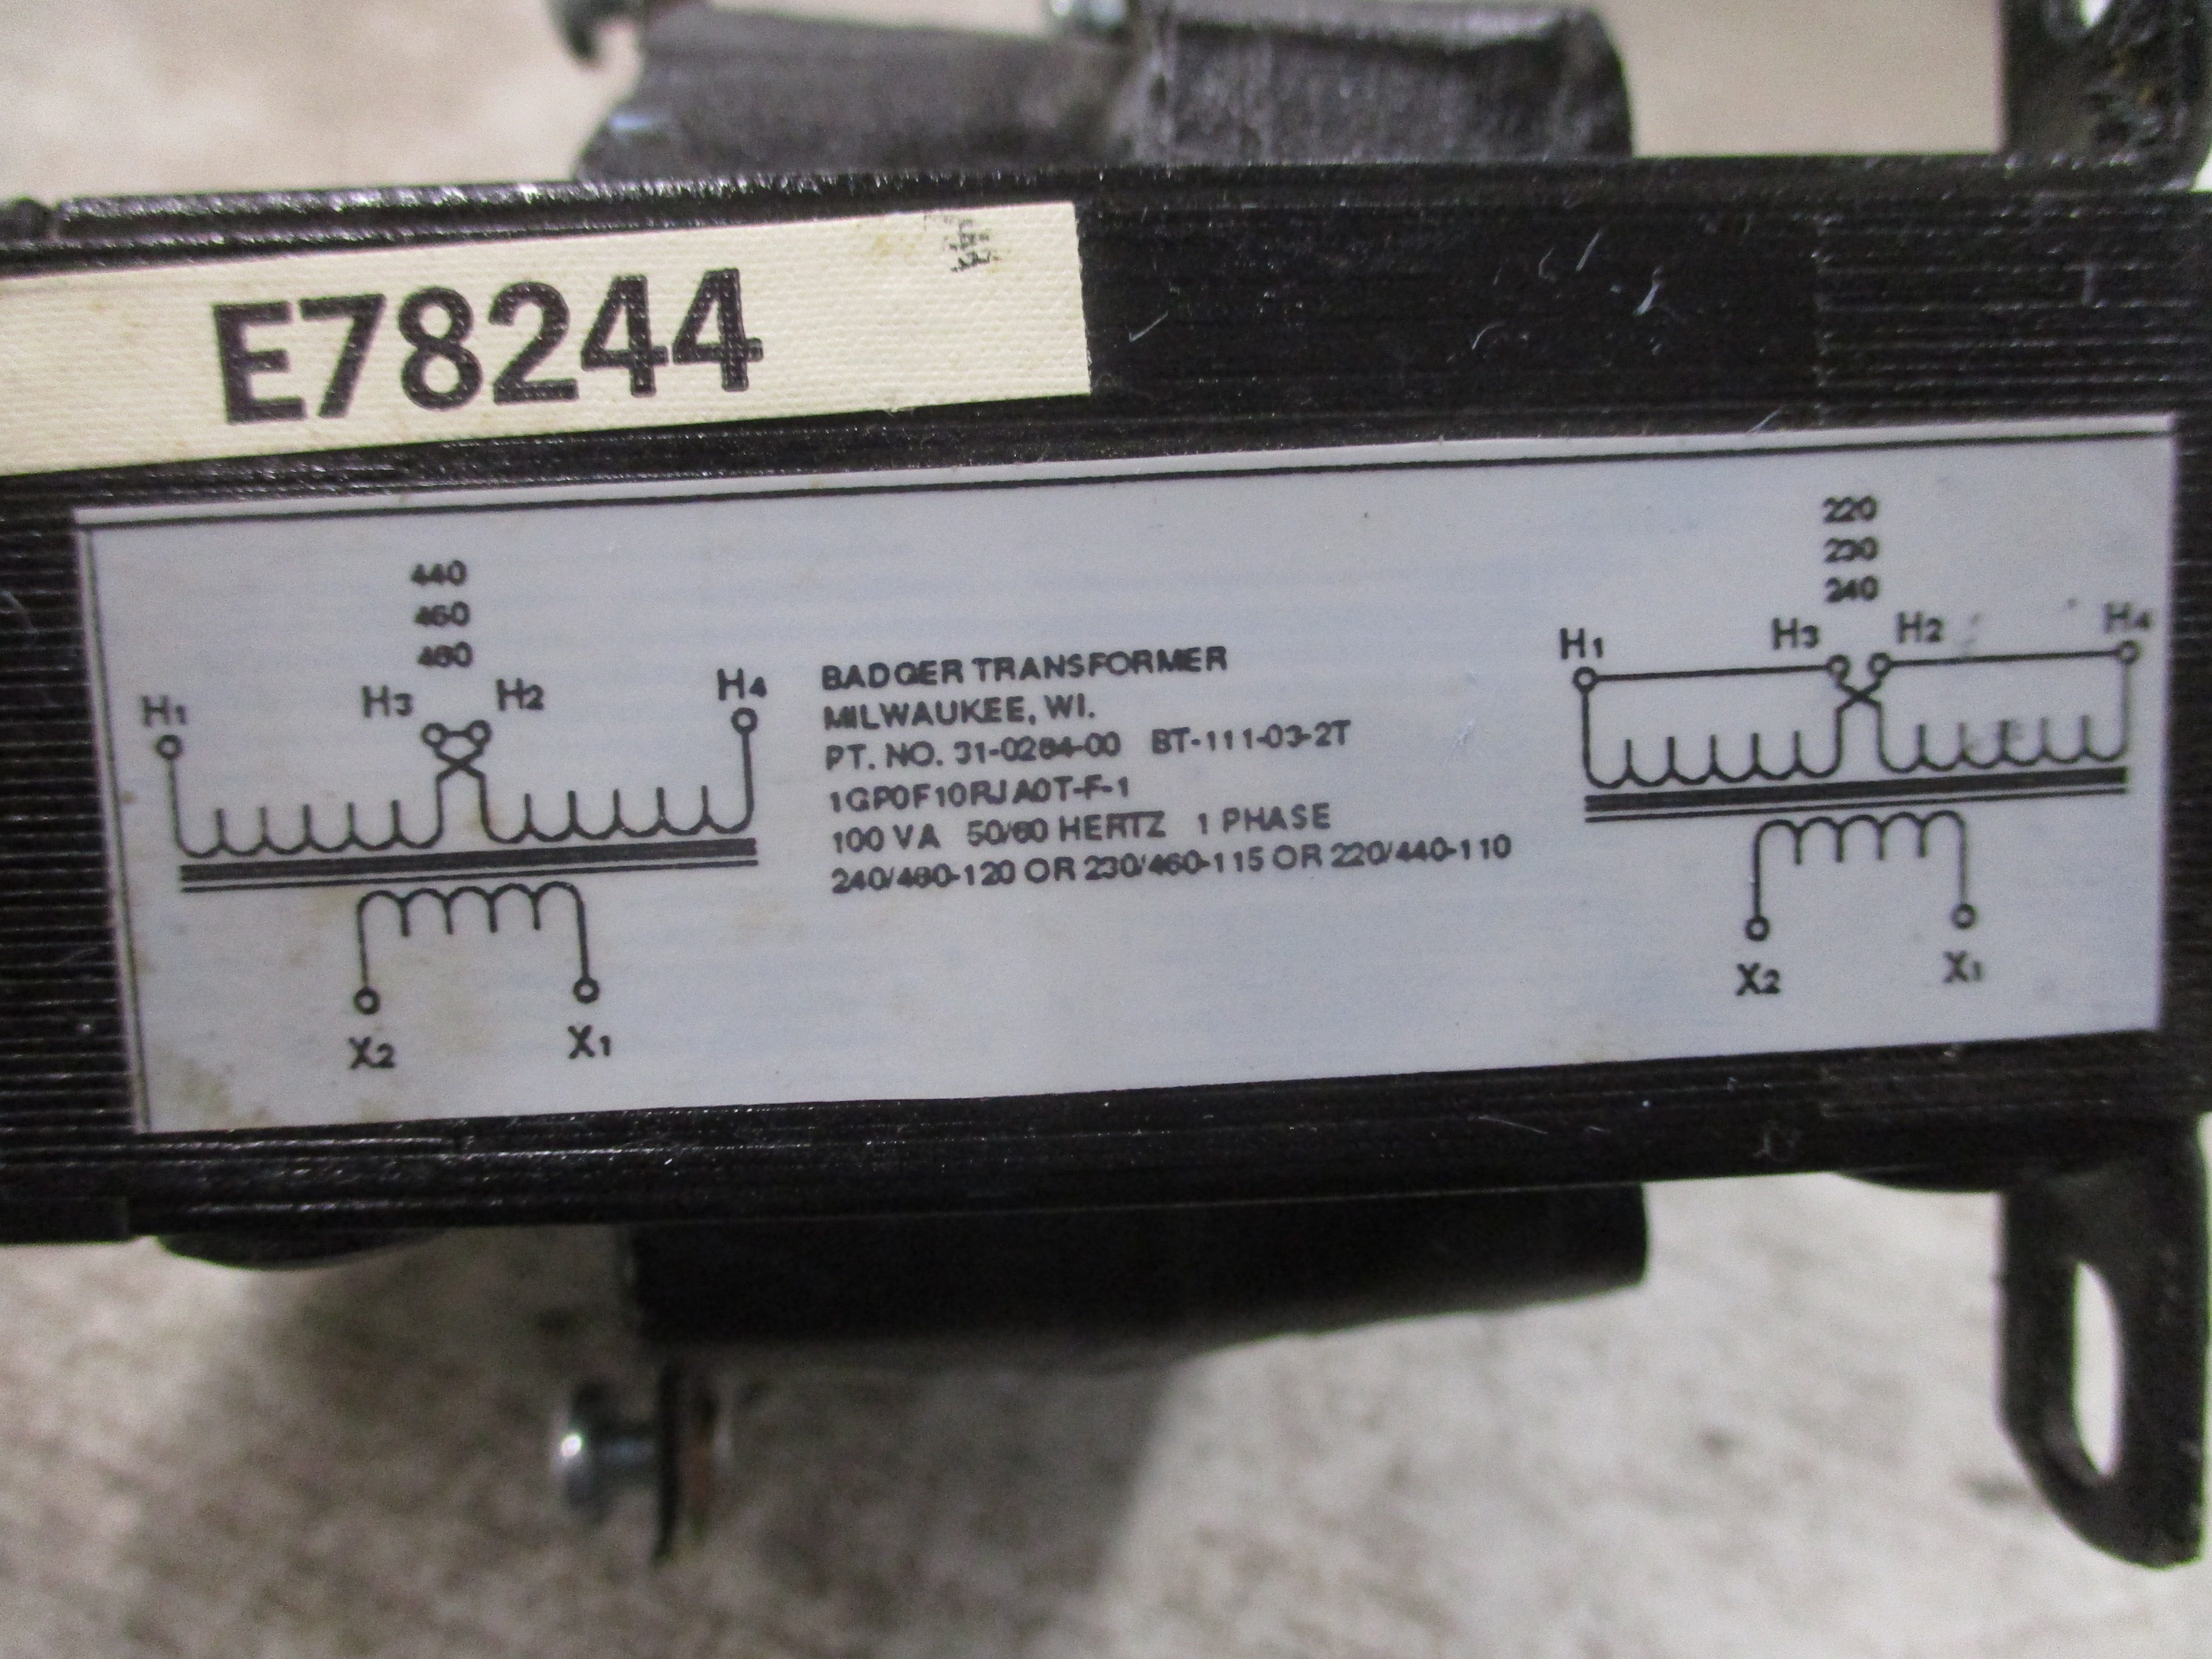 E78244
440
460
480
H1
H3
H2
H4
X2
X1
BADGER TRANSFORMER
MILWAUKEE, WI.
PT. NO. 31-0284-00 BT-111-03-2T
1GP0F10RJA0T-F-1
100 VA 50/60 HERTZ 1 PHASE
240/480-120 OR 230/460-115 OR 220/440-110
220
230
240
H1
H3
H2
H4
X2
X1